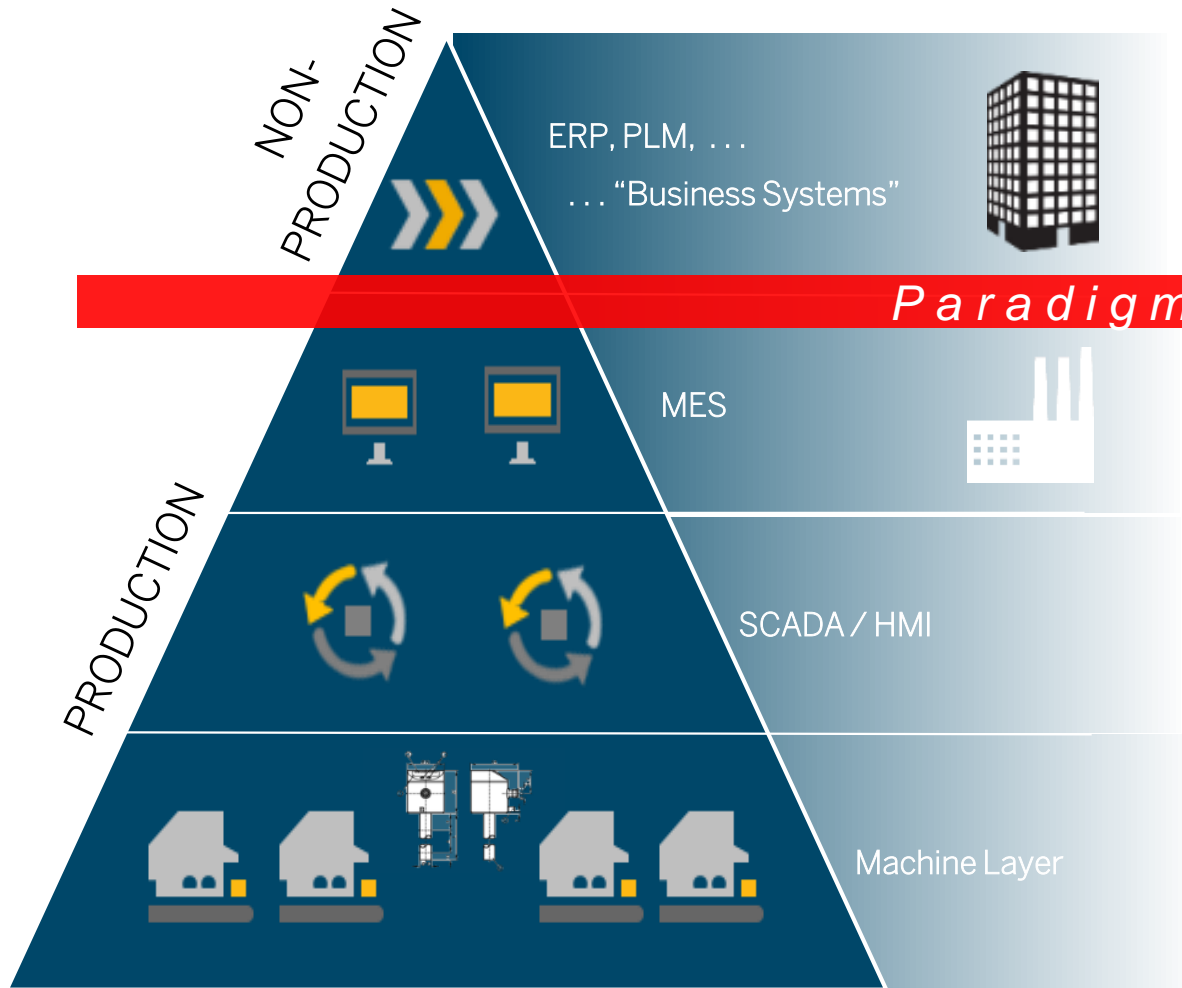 NON-
PRODUCTION
ERP, PLM, . . .
. . . “Business Systems”
Paradigm
MES
PRODUCTION
SCADA / HMI
Machine Layer